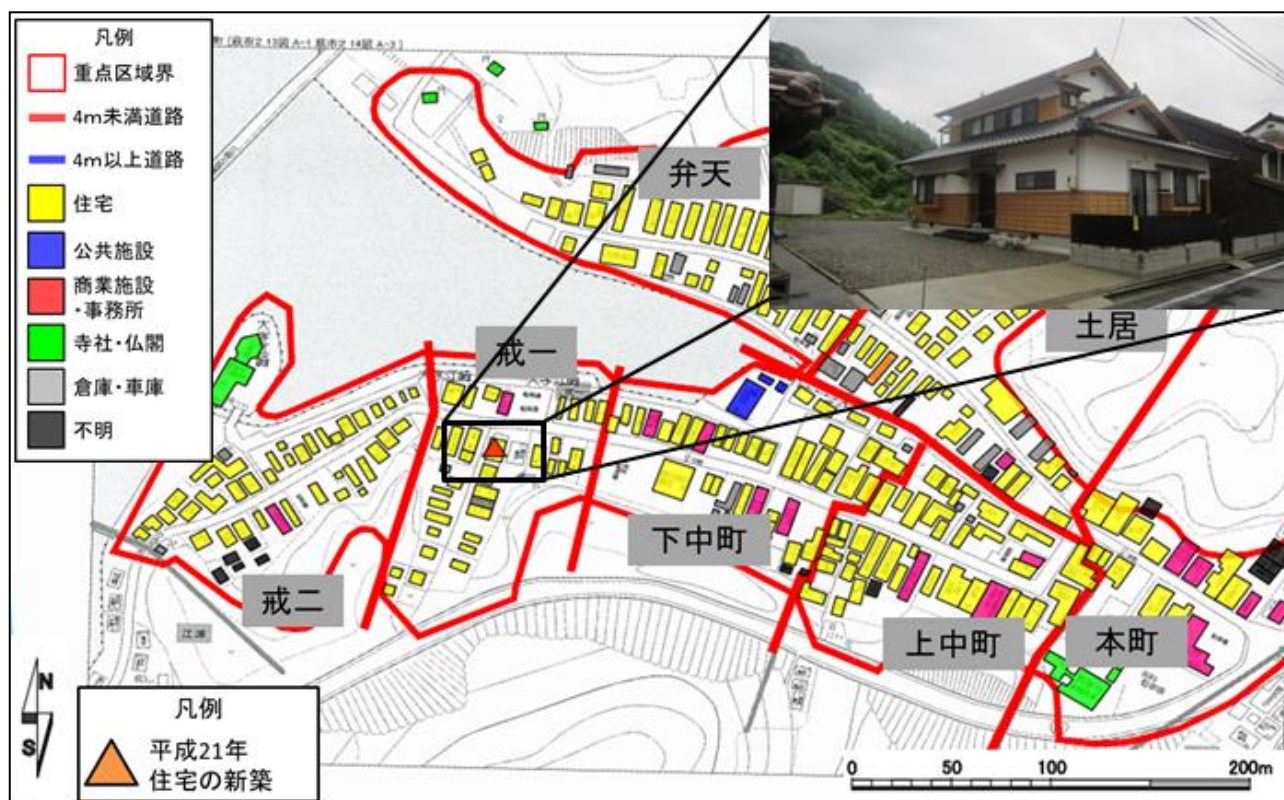 凡例
重点区域界
4m未満道路
4m以上道路
住宅
公共施設
商業施設
・事務所
寺社・仏閣
倉庫・車庫
不明
弁天
土居
戒一
下中町
戒二
上中町
本町
江浦
N
S
凡例
平成21年
住宅の新築
0
50
100
200m